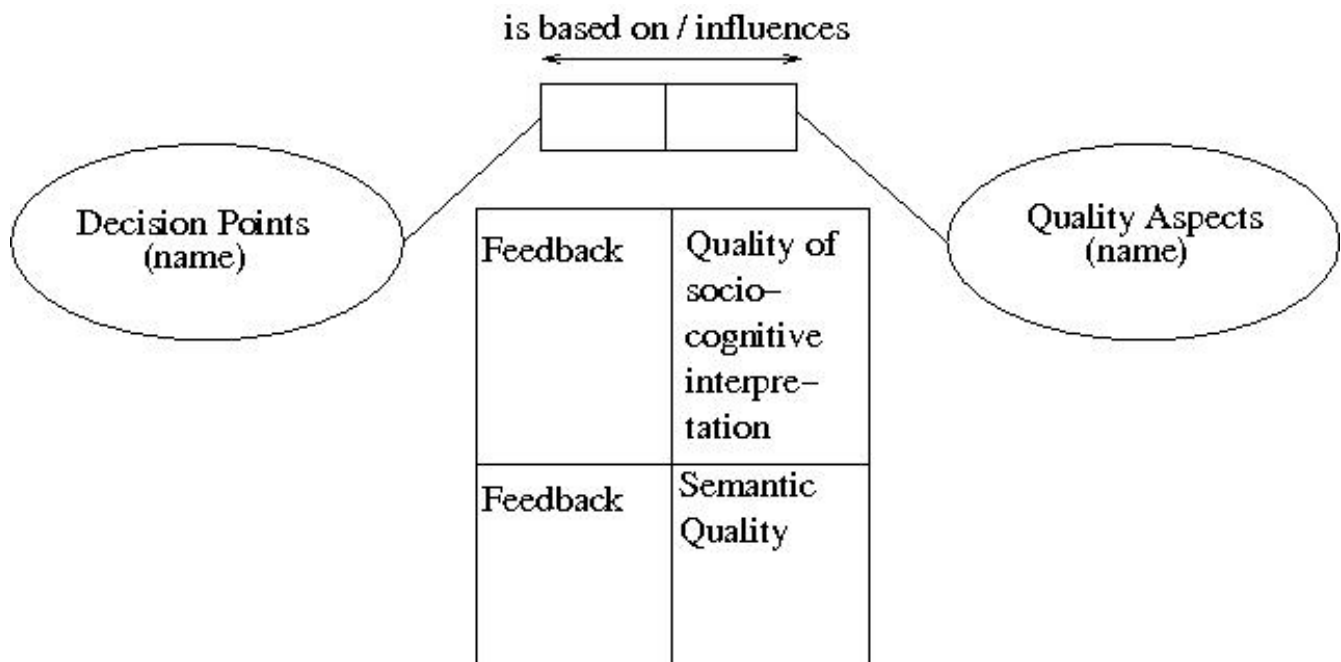 is based on / influences
Decision Points
(name)
Quality Aspects
(name)
Feedback
Quality of
socio–
cognitive
interpre–
tation
Feedback
Semantic
Quality